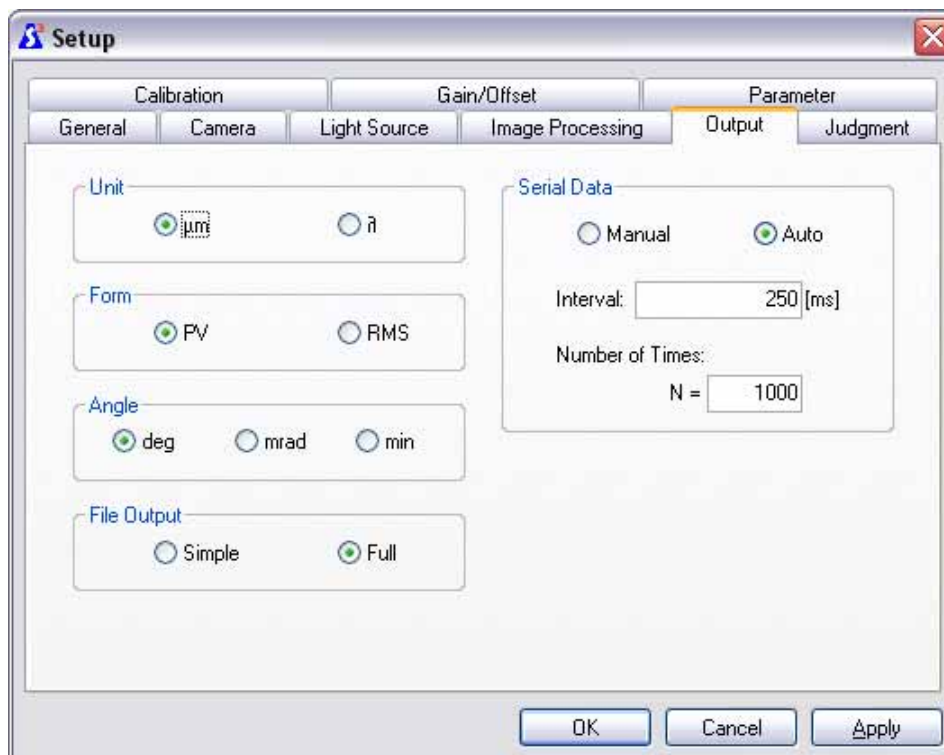 Setup
Calibration
Gain/Offset
Parameter
General
Camera
Light Source
Image Processing
Output
Judgment
Unit
µm
λ
Form
PV
RMS
Angle
deg
mrad
min
File Output
Simple
Full
Serial Data
Manual
Auto
Interval: 250 [ms]
Number of Times:
N = 1000
OK
Cancel
Apply